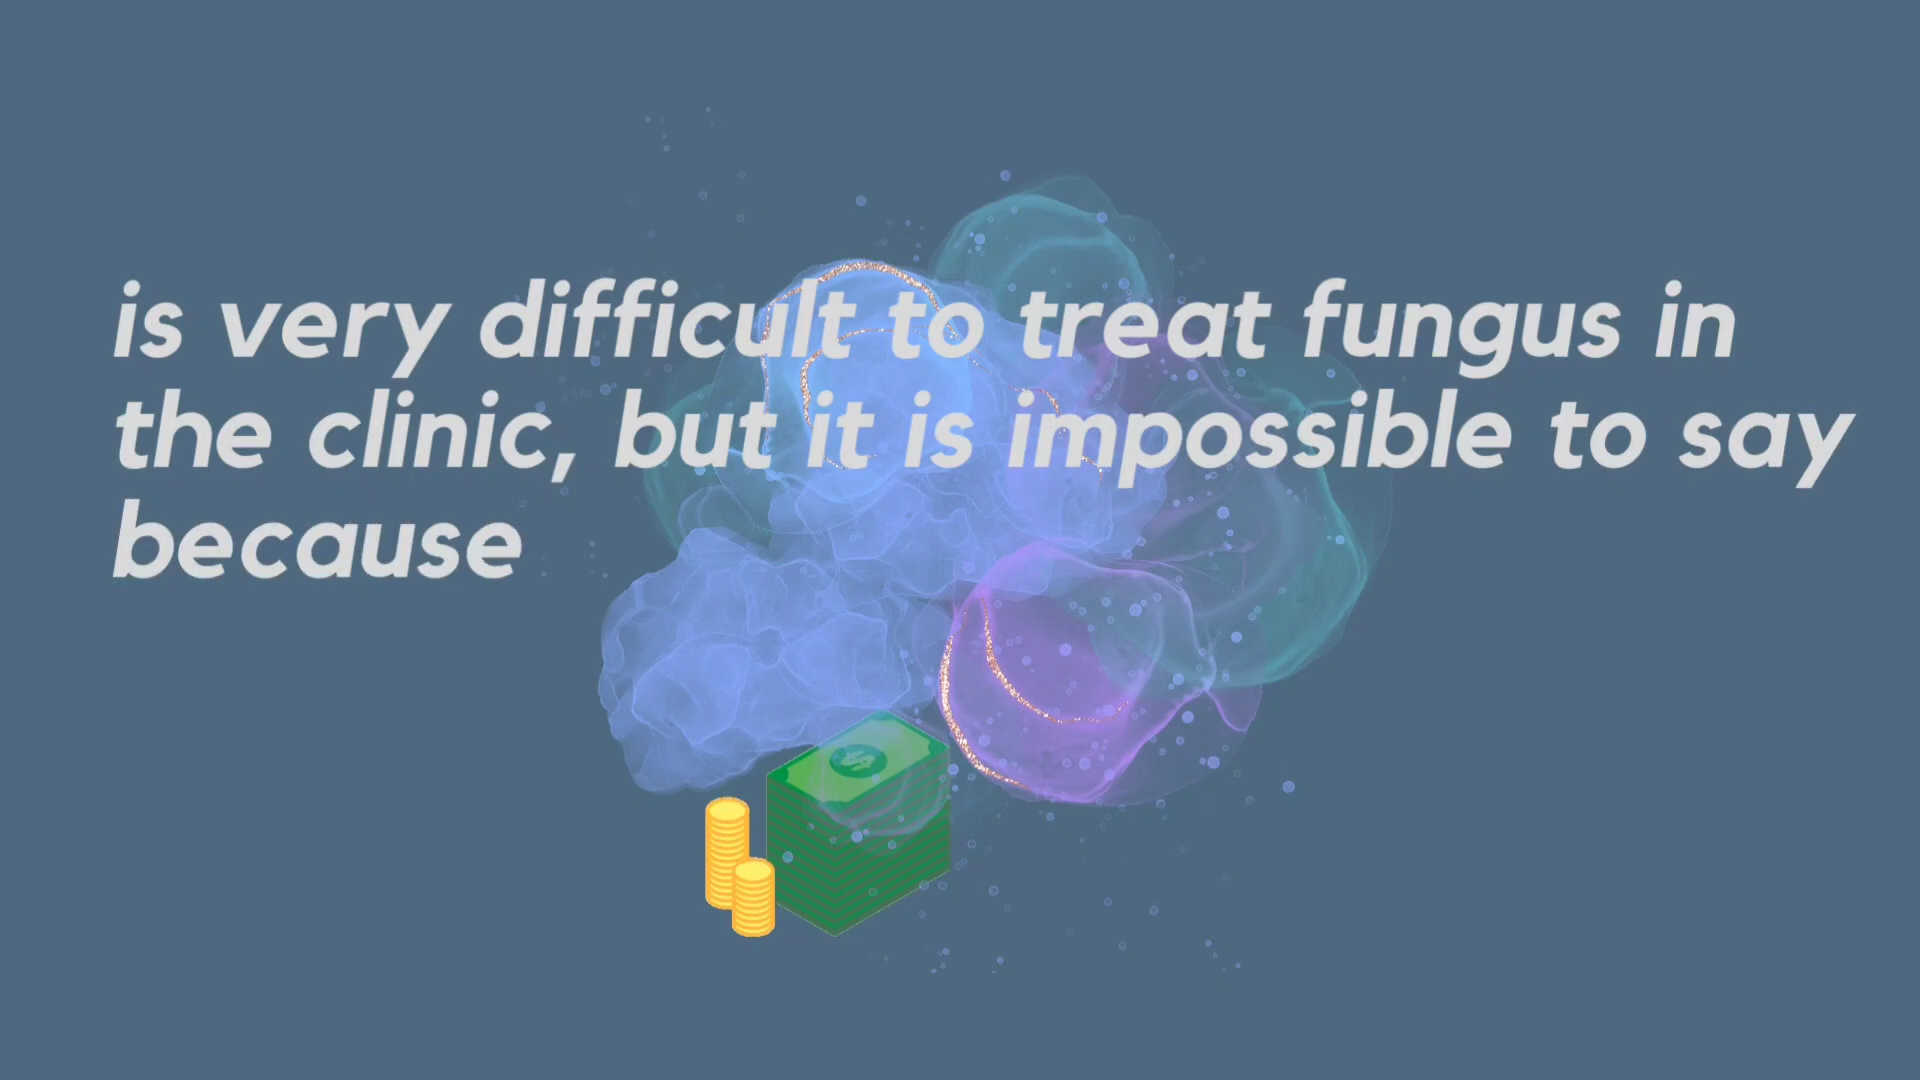 is very difficult to treat fungus in
the clinic, but it is impossible to say
because
$